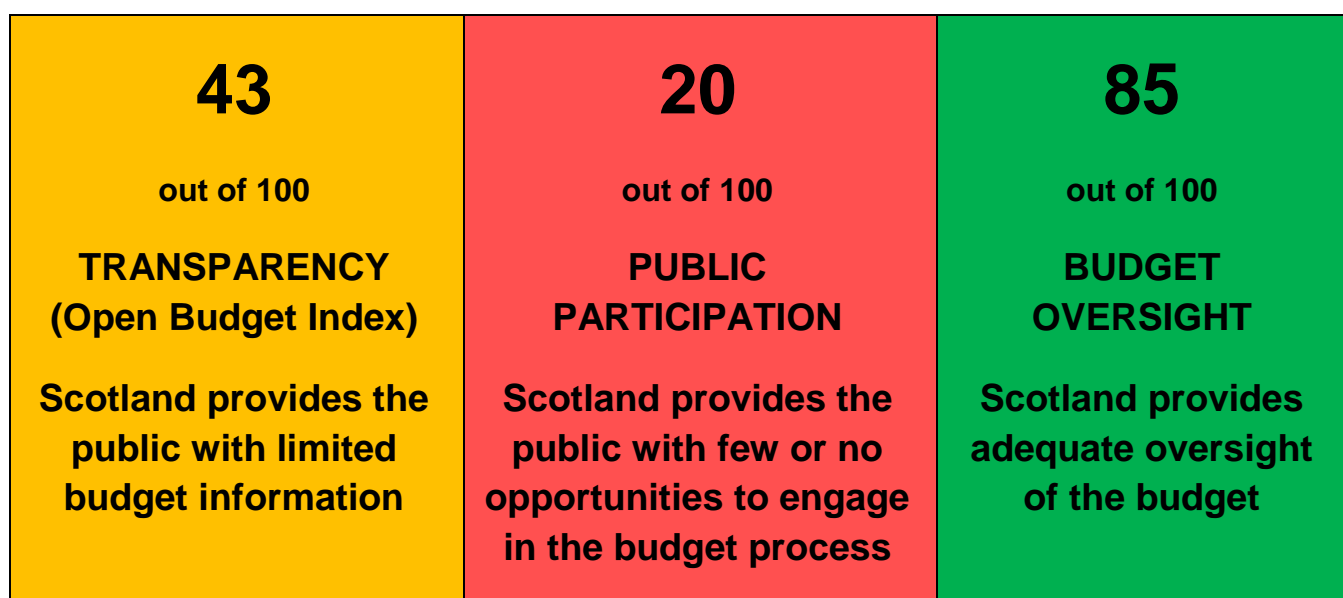 43
out of 100
TRANSPARENCY
(Open Budget Index)
Scotland provides the
public with limited
budget information
20
out of 100
PUBLIC
PARTICIPATION
Scotland provides the
public with few or no
opportunities to engage
in the budget process
85
out of 100
BUDGET
OVERSIGHT
Scotland provides
adequate oversight
of the budget